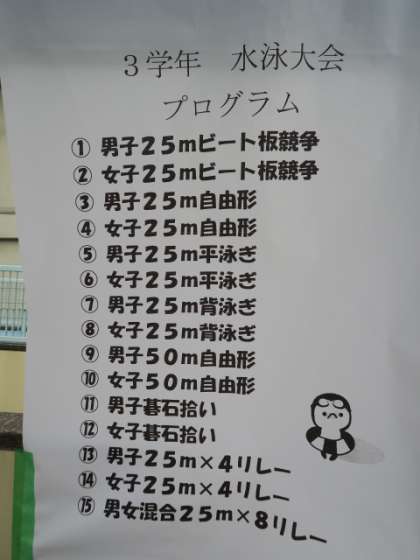 3学年 水泳大会
プログラム
① 男子25mビート板競争
② 女子25mビート板競争
③ 男子25m自由形
④ 女子25m自由形
⑤ 男子25m平泳ぎ
⑥ 女子25m平泳ぎ
⑦ 男子25m背泳ぎ
⑧ 女子25m背泳ぎ
⑨ 男子50m自由形
⑩ 女子50m自由形
⑪ 男子碁石拾い
⑫ 女子碁石拾い
⑬ 男子25m×4リレー
⑭ 女子25m×4リレー
⑮ 男女混合25m×8リレー